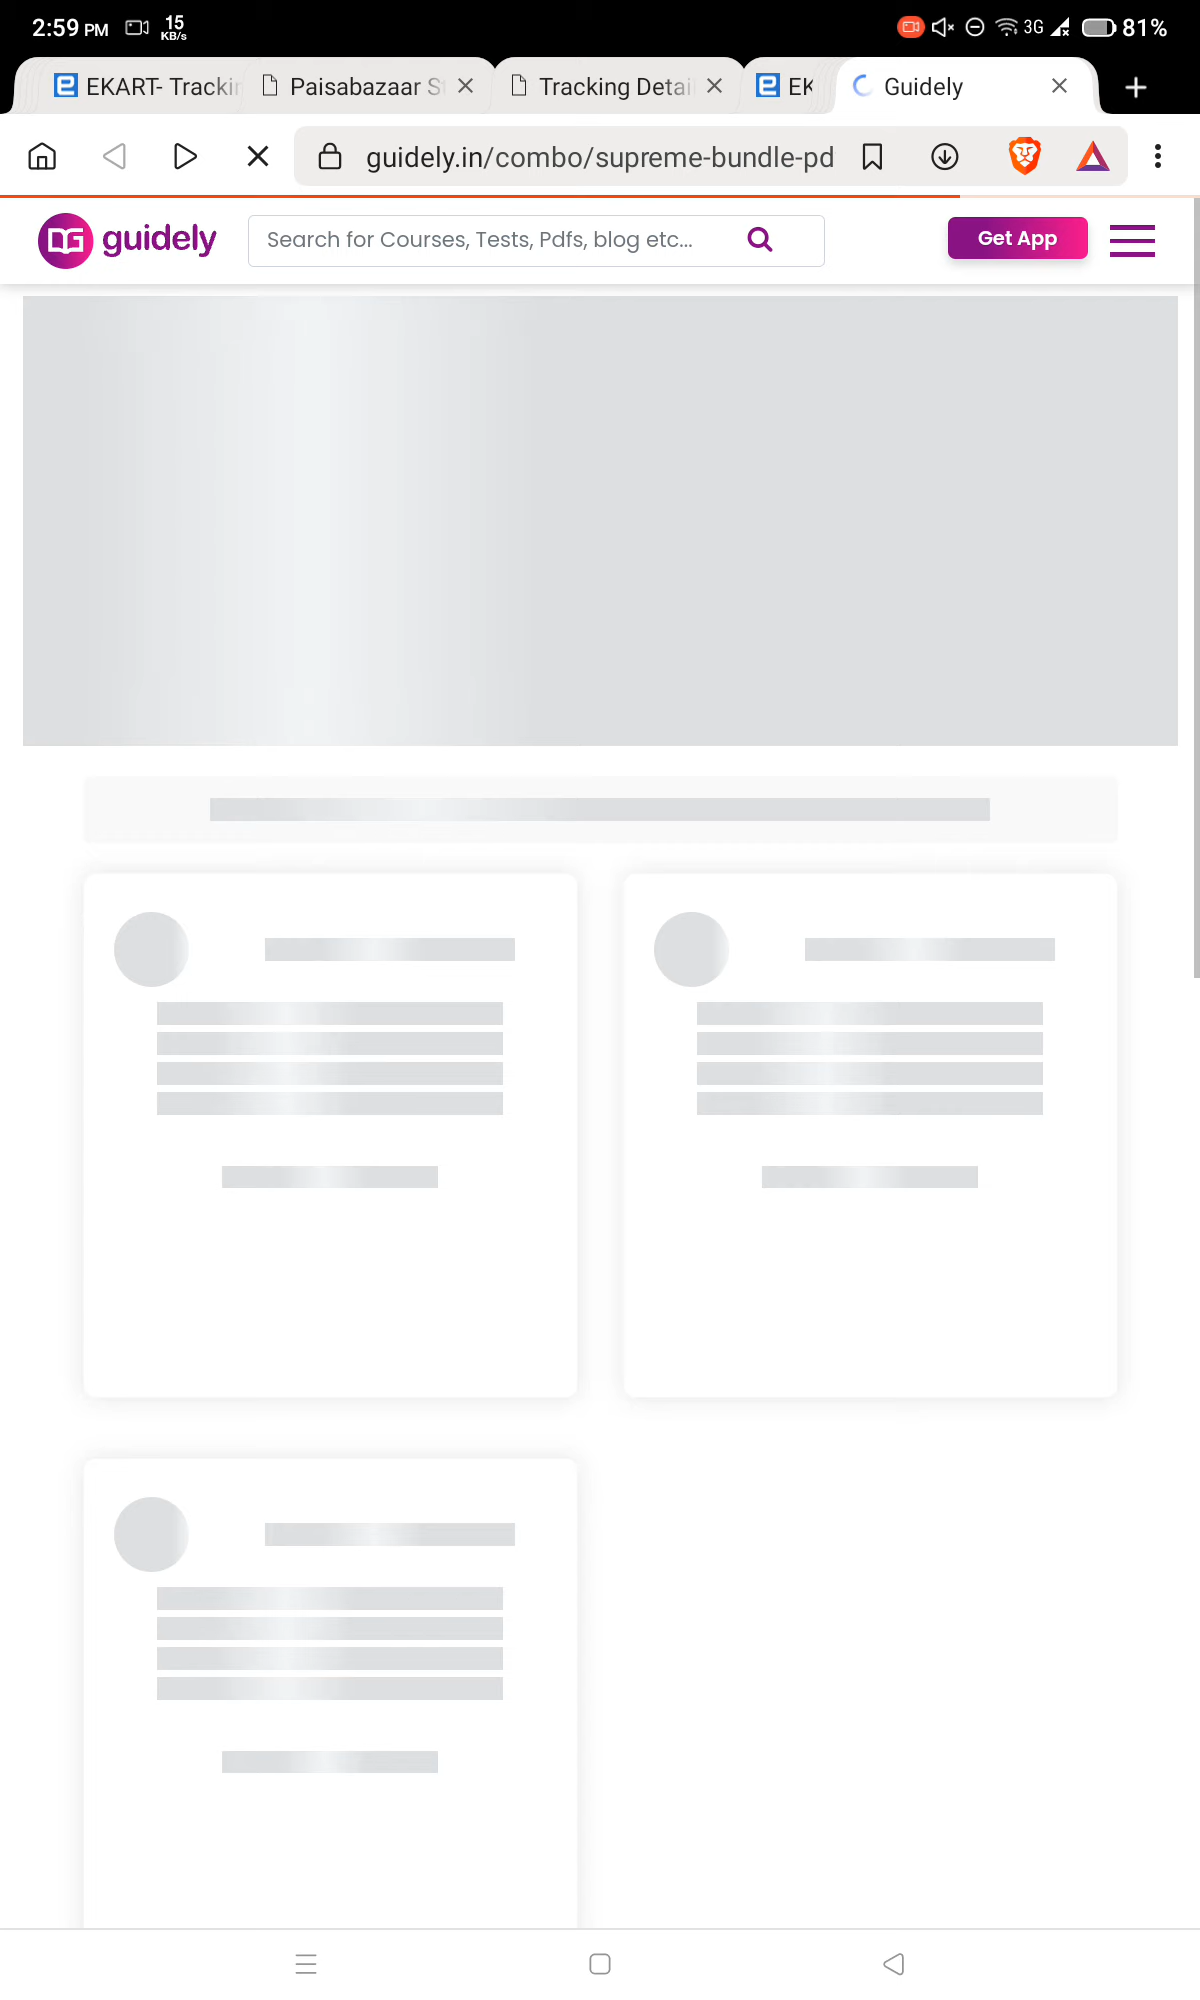 2:59 PM 15 KB/s 3G 81%
EKART- Trackin Paisabazaar S Tracking Detai EK Guidely
guidely.in/combo/supreme-bundle-pd
guidely Search for Courses, Tests, Pdfs, blog etc... Get App